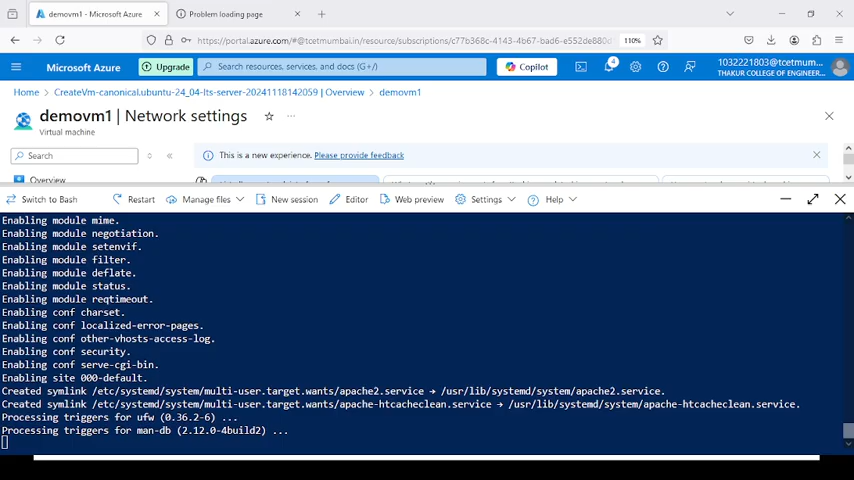 demovm1 - Microsoft Azure
Problem loading page
https://portal.azure.com/@tcetmumbai.in/resource/subscriptions/c77b368c-4143-4b67-bad6-e552de880d
110%
Microsoft Azure
Upgrade
Search resources, services, and docs (G+/)
Copilot
4
1032221803@tcetmum...
THAKUR COLLEGE OF ENGINEER...
Home > CreateVm-canonical.ubuntu-24_04-lts-server-20241118142059 | Overview > demovm1
demovm1 | Network settings
Virtual machine
Search
This is a new experience. Please provide feedback
Overview
Switch to Bash
Restart
Manage files
New session
Editor
Web preview
Settings
Help
Enabling module mime.
Enabling module negotiation.
Enabling module setenvif.
Enabling module filter.
Enabling module deflate.
Enabling module status.
Enabling module reqtimeout.
Enabling conf charset.
Enabling conf localized-error-pages.
Enabling conf other-vhosts-access-log.
Enabling conf security.
Enabling conf serve-cgi-bin.
Enabling site 000-default.
Created symlink /etc/systemd/system/multi-user.target.wants/apache2.service → /usr/lib/systemd/system/apache2.service.
Created symlink /etc/systemd/system/multi-user.target.wants/apache-htcacheclean.service → /usr/lib/systemd/system/apache-htcacheclean.service.
Processing triggers for ufw (0.36.2-6) ...
Processing triggers for man-db (2.12.0-4build2) ...